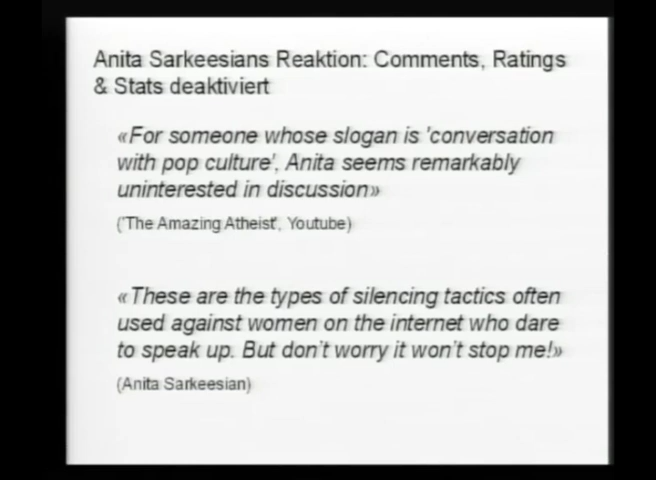 Anita Sarkeesians Reaktion: Comments, Ratings
& Stats deaktiviert
«For someone whose slogan is 'conversation
with pop culture', Anita seems remarkably
uninterested in discussion»
('The Amazing Atheist', Youtube)
«These are the types of silencing tactics often
used against women on the internet who dare
to speak up. But don't worry it won't stop me!»
(Anita Sarkeesian)